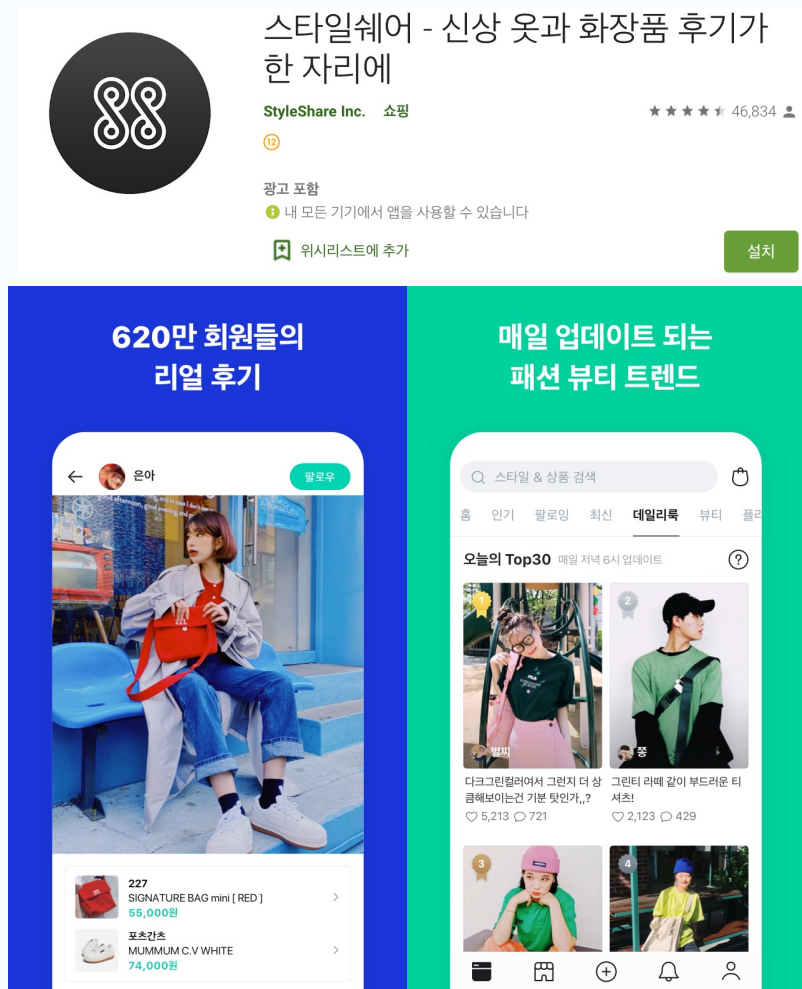 스타일쉐어 - 신상 옷과 화장품 후기가
한 자리에
StyleShare Inc. 쇼핑
46,834
12
광고 포함
내 모든 기기에서 앱을 사용할 수 있습니다
위시리스트에 추가
설치
620만 회원들의
리얼 후기
은아
팔로우
good afternoon, good evening, and
227
SIGNATURE BAG mini [ RED ]
55,000원
포츠간츠
MUMMUM C.V WHITE
74,000원
매일 업데이트 되는
패션 뷰티 트렌드
스타일 & 상품 검색
홈 인기 팔로잉 최신 데일리룩 뷰티 플리
오늘의 Top30 매일 저녁 6시 업데이트
?
1
FILA
별찌
다크그린컬러여서 그런지 더 상
큼해보이는건 기분 탓인가,,?
5,213 721
2
쫑
그린티 라떼 같이 부드러운 티
셔츠!
2,123 429
3
4